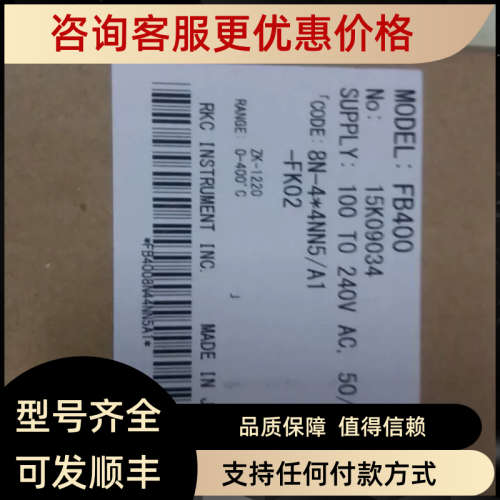 咨询客服更优惠价格
MODEL: FB400
No: 15K09034
SUPPLY: 100 TO 240V AC, 50/
「CODE: 8N-4*4NN5/A1
-FK02
ZK-1220
RANGE: 0-400℃
」
RKC INSTRUMENT INC. MADE IN J
*FB4008N44NN5A1*
型号齐全
可发顺丰
品质保障 值得信赖
支持任何付款方式